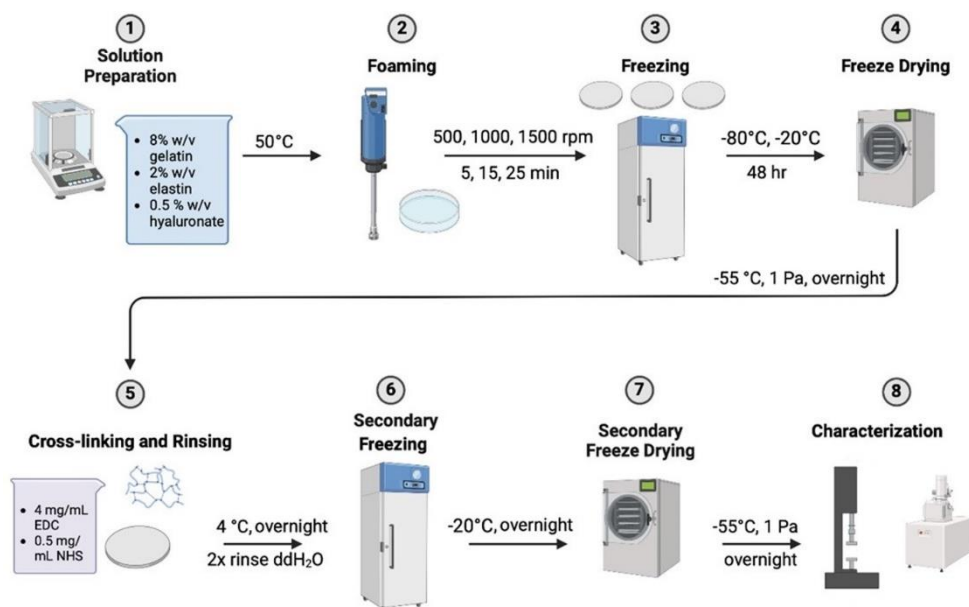 1
Solution
Preparation
• 8% w/v
gelatin
• 2% w/v
elastin
• 0.5 % w/v
hyaluronate
50°C
2
Foaming
500, 1000, 1500 rpm
5, 15, 25 min
3
Freezing
-80°C, -20°C
48 hr
4
Freeze Drying
-55 °C, 1 Pa, overnight
5
Cross-linking and Rinsing
• 4 mg/mL
EDC
• 0.5 mg/
mL NHS
4 °C, overnight
2x rinse ddH₂O
6
Secondary
Freezing
-20°C, overnight
7
Secondary
Freeze Drying
-55°C, 1 Pa
overnight
8
Characterization